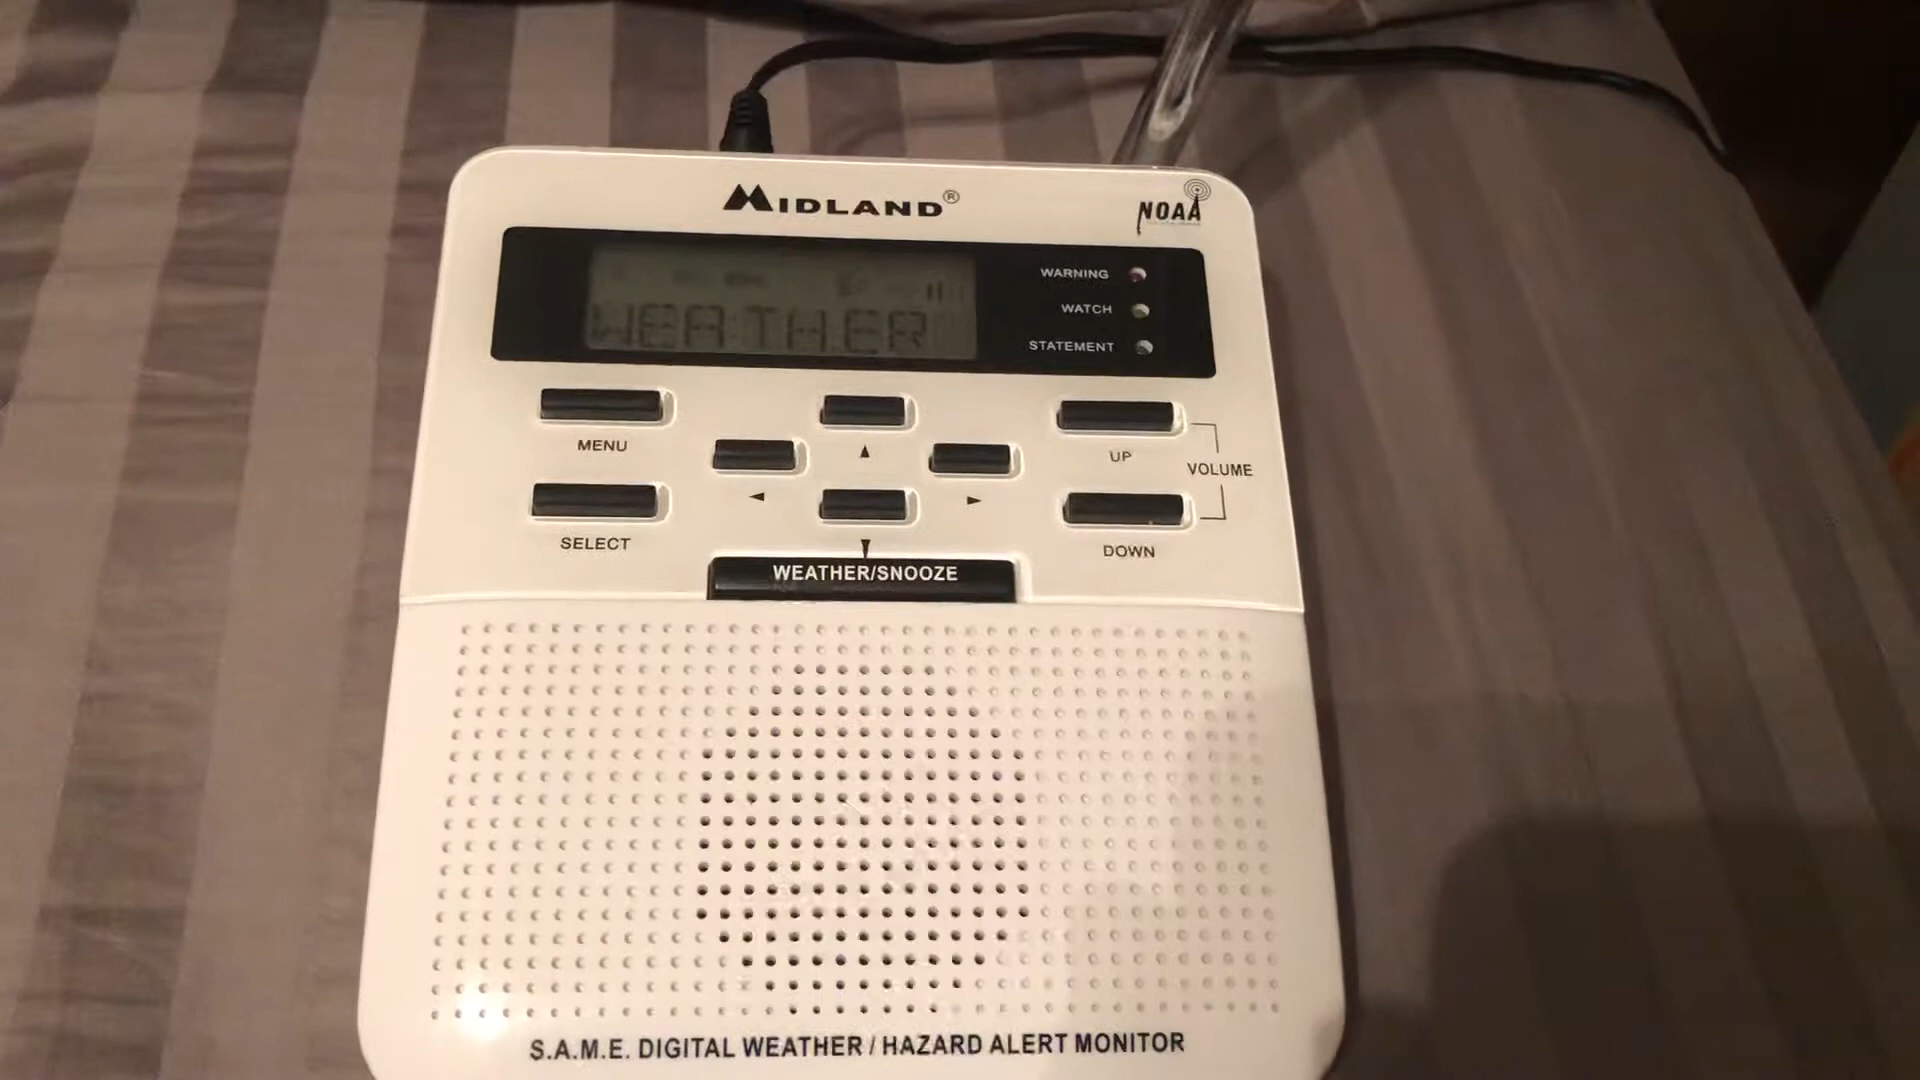 MIDLAND®
NOAA
WEATHER
WARNING
WATCH
STATEMENT
MENU
UP
VOLUME
SELECT
DOWN
WEATHER/SNOOZE
S.A.M.E. DIGITAL WEATHER / HAZARD ALERT MONITOR